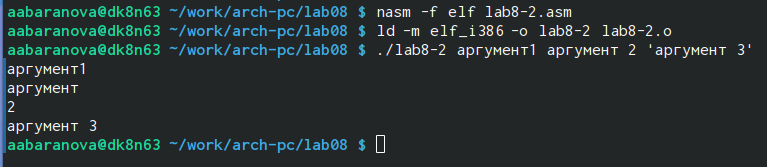 aabaranova@dk8n63 ~/work/arch-pc/lab08 $ nasm -f elf lab8-2.asm
aabaranova@dk8n63 ~/work/arch-pc/lab08 $ ld -m elf_i386 -o lab8-2 lab8-2.o
aabaranova@dk8n63 ~/work/arch-pc/lab08 $ ./lab8-2 аргумент1 аргумент 2 'аргумент 3'
аргумент1
аргумент
2
аргумент 3
aabaranova@dk8n63 ~/work/arch-pc/lab08 $